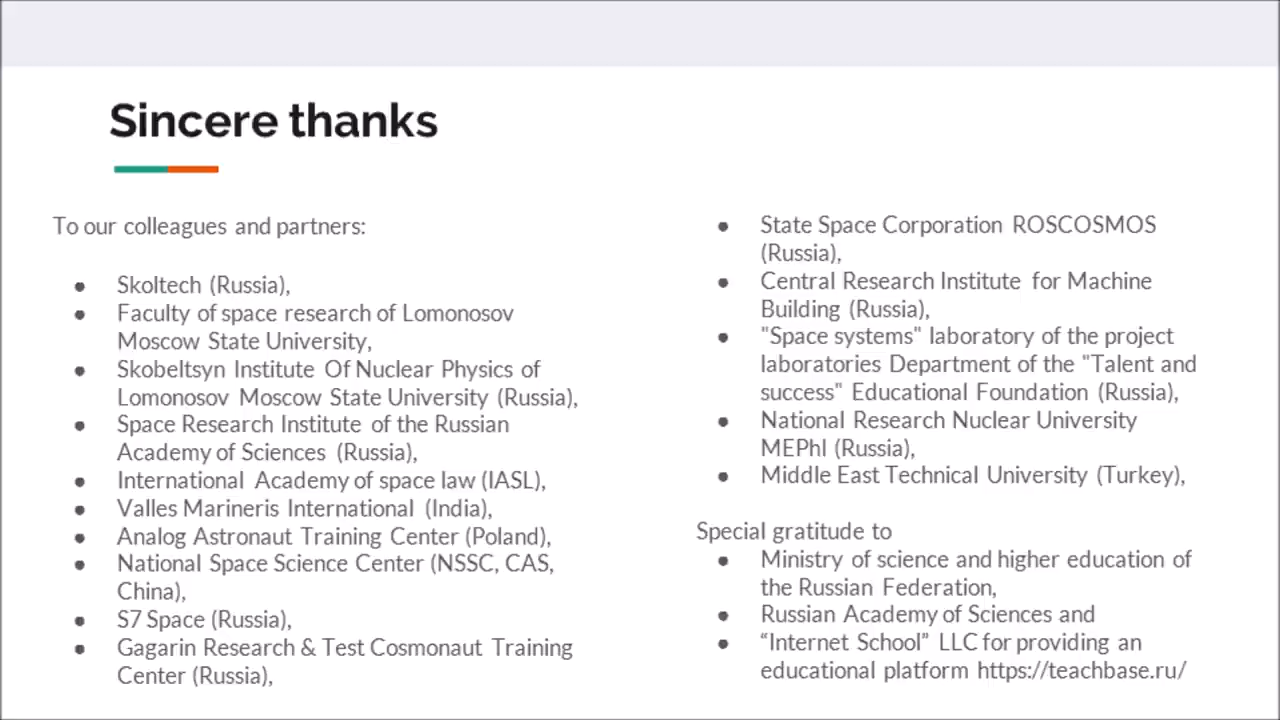 Sincere thanks
To our colleagues and partners:
● Skoltech (Russia),
● Faculty of space research of Lomonosov
Moscow State University,
● Skobeltsyn Institute Of Nuclear Physics of
Lomonosov Moscow State University (Russia),
● Space Research Institute of the Russian
Academy of Sciences (Russia),
● International Academy of space law (IASL),
● Valles Marineris International (India),
● Analog Astronaut Training Center (Poland),
● National Space Science Center (NSSC, CAS,
China),
● S7 Space (Russia),
● Gagarin Research & Test Cosmonaut Training
Center (Russia),
● State Space Corporation ROSCOSMOS
(Russia),
● Central Research Institute for Machine
Building (Russia),
● "Space systems" laboratory of the project
laboratories Department of the "Talent and
success" Educational Foundation (Russia),
● National Research Nuclear University
MEPhI (Russia),
● Middle East Technical University (Turkey),
Special gratitude to
● Ministry of science and higher education of
the Russian Federation,
● Russian Academy of Sciences and
● “Internet School” LLC for providing an
educational platform https://teachbase.ru/